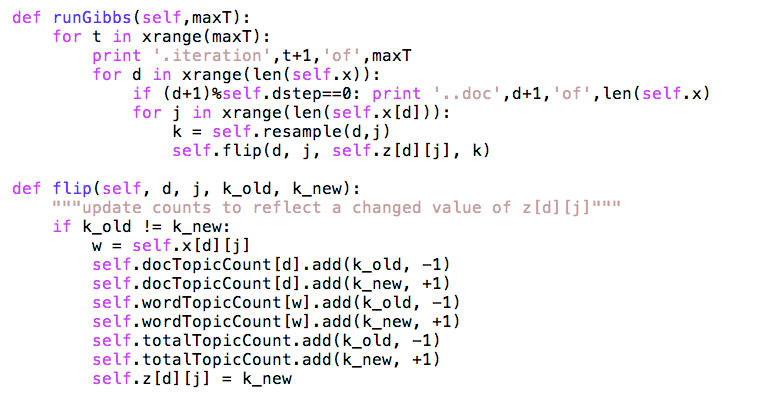 def runGibbs(self,maxT):
    for t in xrange(maxT):
        print '.iteration',t+1,'of',maxT
        for d in xrange(len(self.x)):
            if (d+1)%self.dstep==0: print '..doc',d+1,'of',len(self.x)
            for j in xrange(len(self.x[d])):
                k = self.resample(d,j)
                self.flip(d, j, self.z[d][j], k)

def flip(self, d, j, k_old, k_new):
    """update counts to reflect a changed value of z[d][j]"""
    if k_old != k_new:
        w = self.x[d][j]
        self.docTopicCount[d].add(k_old, -1)
        self.docTopicCount[d].add(k_new, +1)
        self.wordTopicCount[w].add(k_old, -1)
        self.wordTopicCount[w].add(k_new, +1)
        self.totalTopicCount.add(k_old, -1)
        self.totalTopicCount.add(k_new, +1)
        self.z[d][j] = k_new